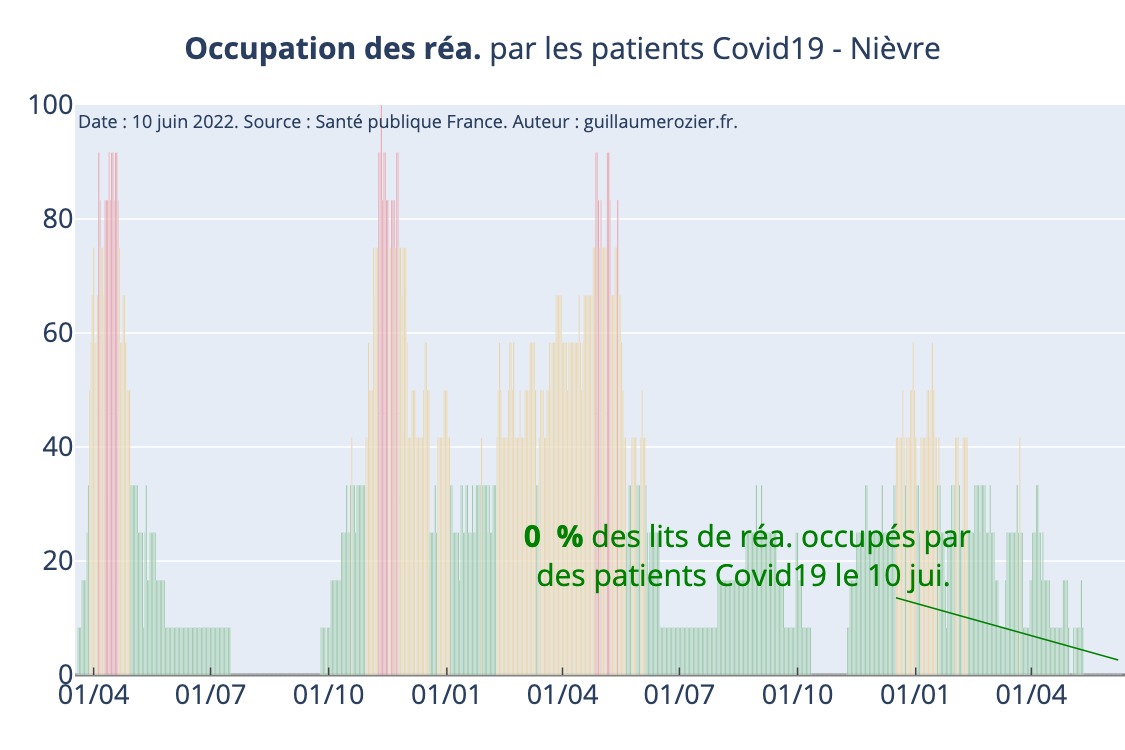 Occupation des réa. par les patients Covid19 - Nièvre
100
Date : 10 juin 2022. Source : Santé publique France. Auteur : guillaumerozier.fr.
80
60
40
0 % des lits de réa. occupés par
20
des patients Covid19 le 10 jui.
0
01/04 01/07 01/10 01/01 01/04 01/07 01/10 01/01 01/04